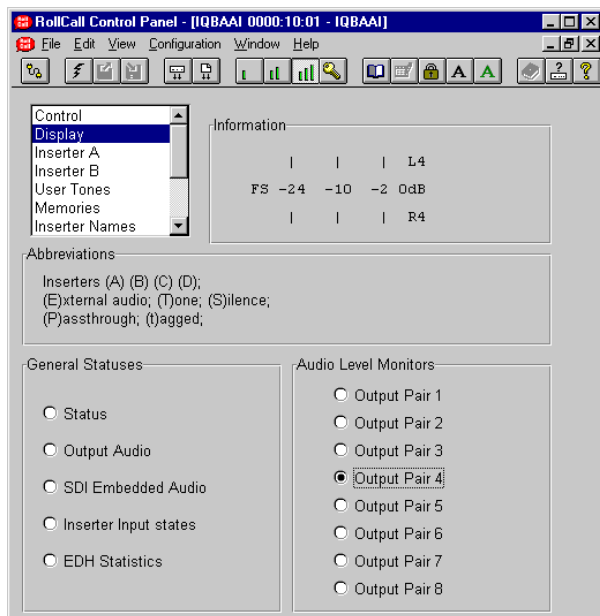 RollCall Control Panel - [IQBAAI 0000:10:01 - IQBAAI]
File Edit View Configuration Window Help
A A ? ?
Control
Display
Inserter A
Inserter B
User Tones
Memories
Inserter Names
Information
| | | L4
FS -24 -10 -2 0dB
| | | R4
Abbreviations
Inserters (A) (B) (C) (D);
(E)xternal audio; (T)one; (S)ilence;
(P)assthrough; (t)agged;
General Statuses
Status
Output Audio
SDI Embedded Audio
Inserter Input states
EDH Statistics
Audio Level Monitors
Output Pair 1
Output Pair 2
Output Pair 3
Output Pair 4
Output Pair 5
Output Pair 6
Output Pair 7
Output Pair 8